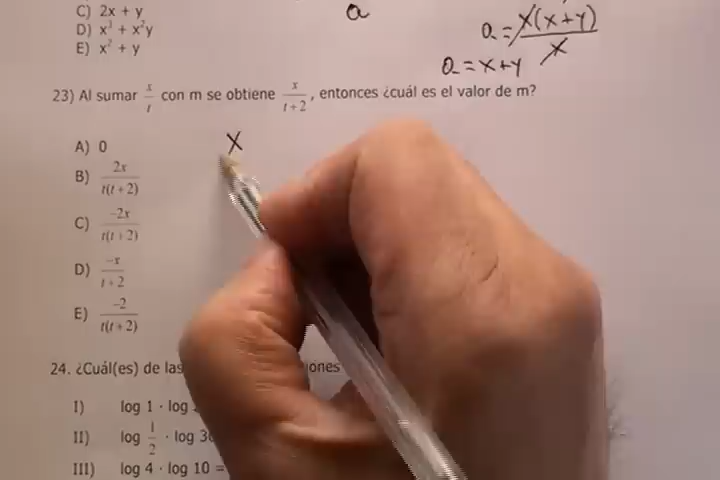 C) 2x + y
D) x³ + x²y
E) x² + y
a
a = x(x+y)/x
a = x+y
23) Al sumar x/t con m se obtiene x/(t+2), entonces ¿cuál es el valor de m?
x
A) 0
B) 2x/(t(t+2))
C) -2x/(t(t+2))
D) -x/(t+2)
E) -2/(t(t+2))
24. ¿Cuál(es) de las
I) log 1 · log
II) log 1/2 · log
III) log 4 · log 10 =